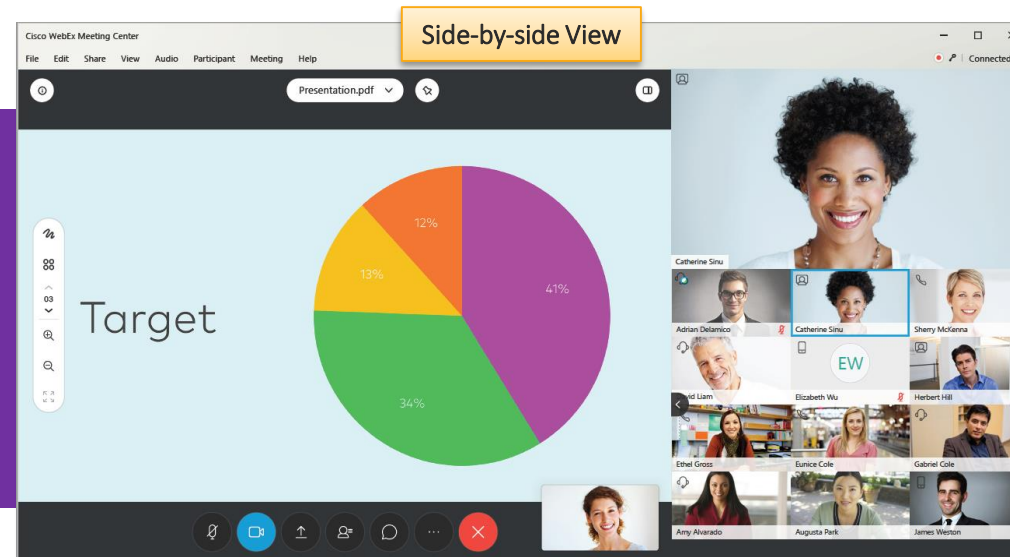 Side-by-side View
Cisco WebEx Meeting Center
File Edit Share View Audio Participant Meeting Help
Connected
Presentation.pdf
Target
03
12%
13%
41%
34%
Catherine Sinu
Adrian Delamico
Catherine Sinu
Sherry McKenna
vid Liam
EW
Elizabeth Wu
Herbert Hill
Ethel Gross
Eunice Cole
Gabriel Cole
Amy Alvarado
Augusta Park
James Weston